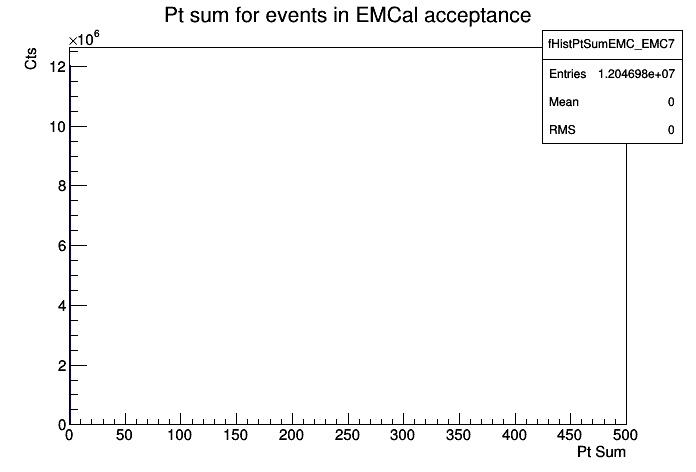 Pt sum for events in EMCal acceptance
×10⁶
Cts
fHistPtSumEMC_EMC7
Entries 1.204698e+07
Mean 0
RMS 0
12
10
8
6
4
2
0
0 50 100 150 200 250 300 350 400 450 500
Pt Sum